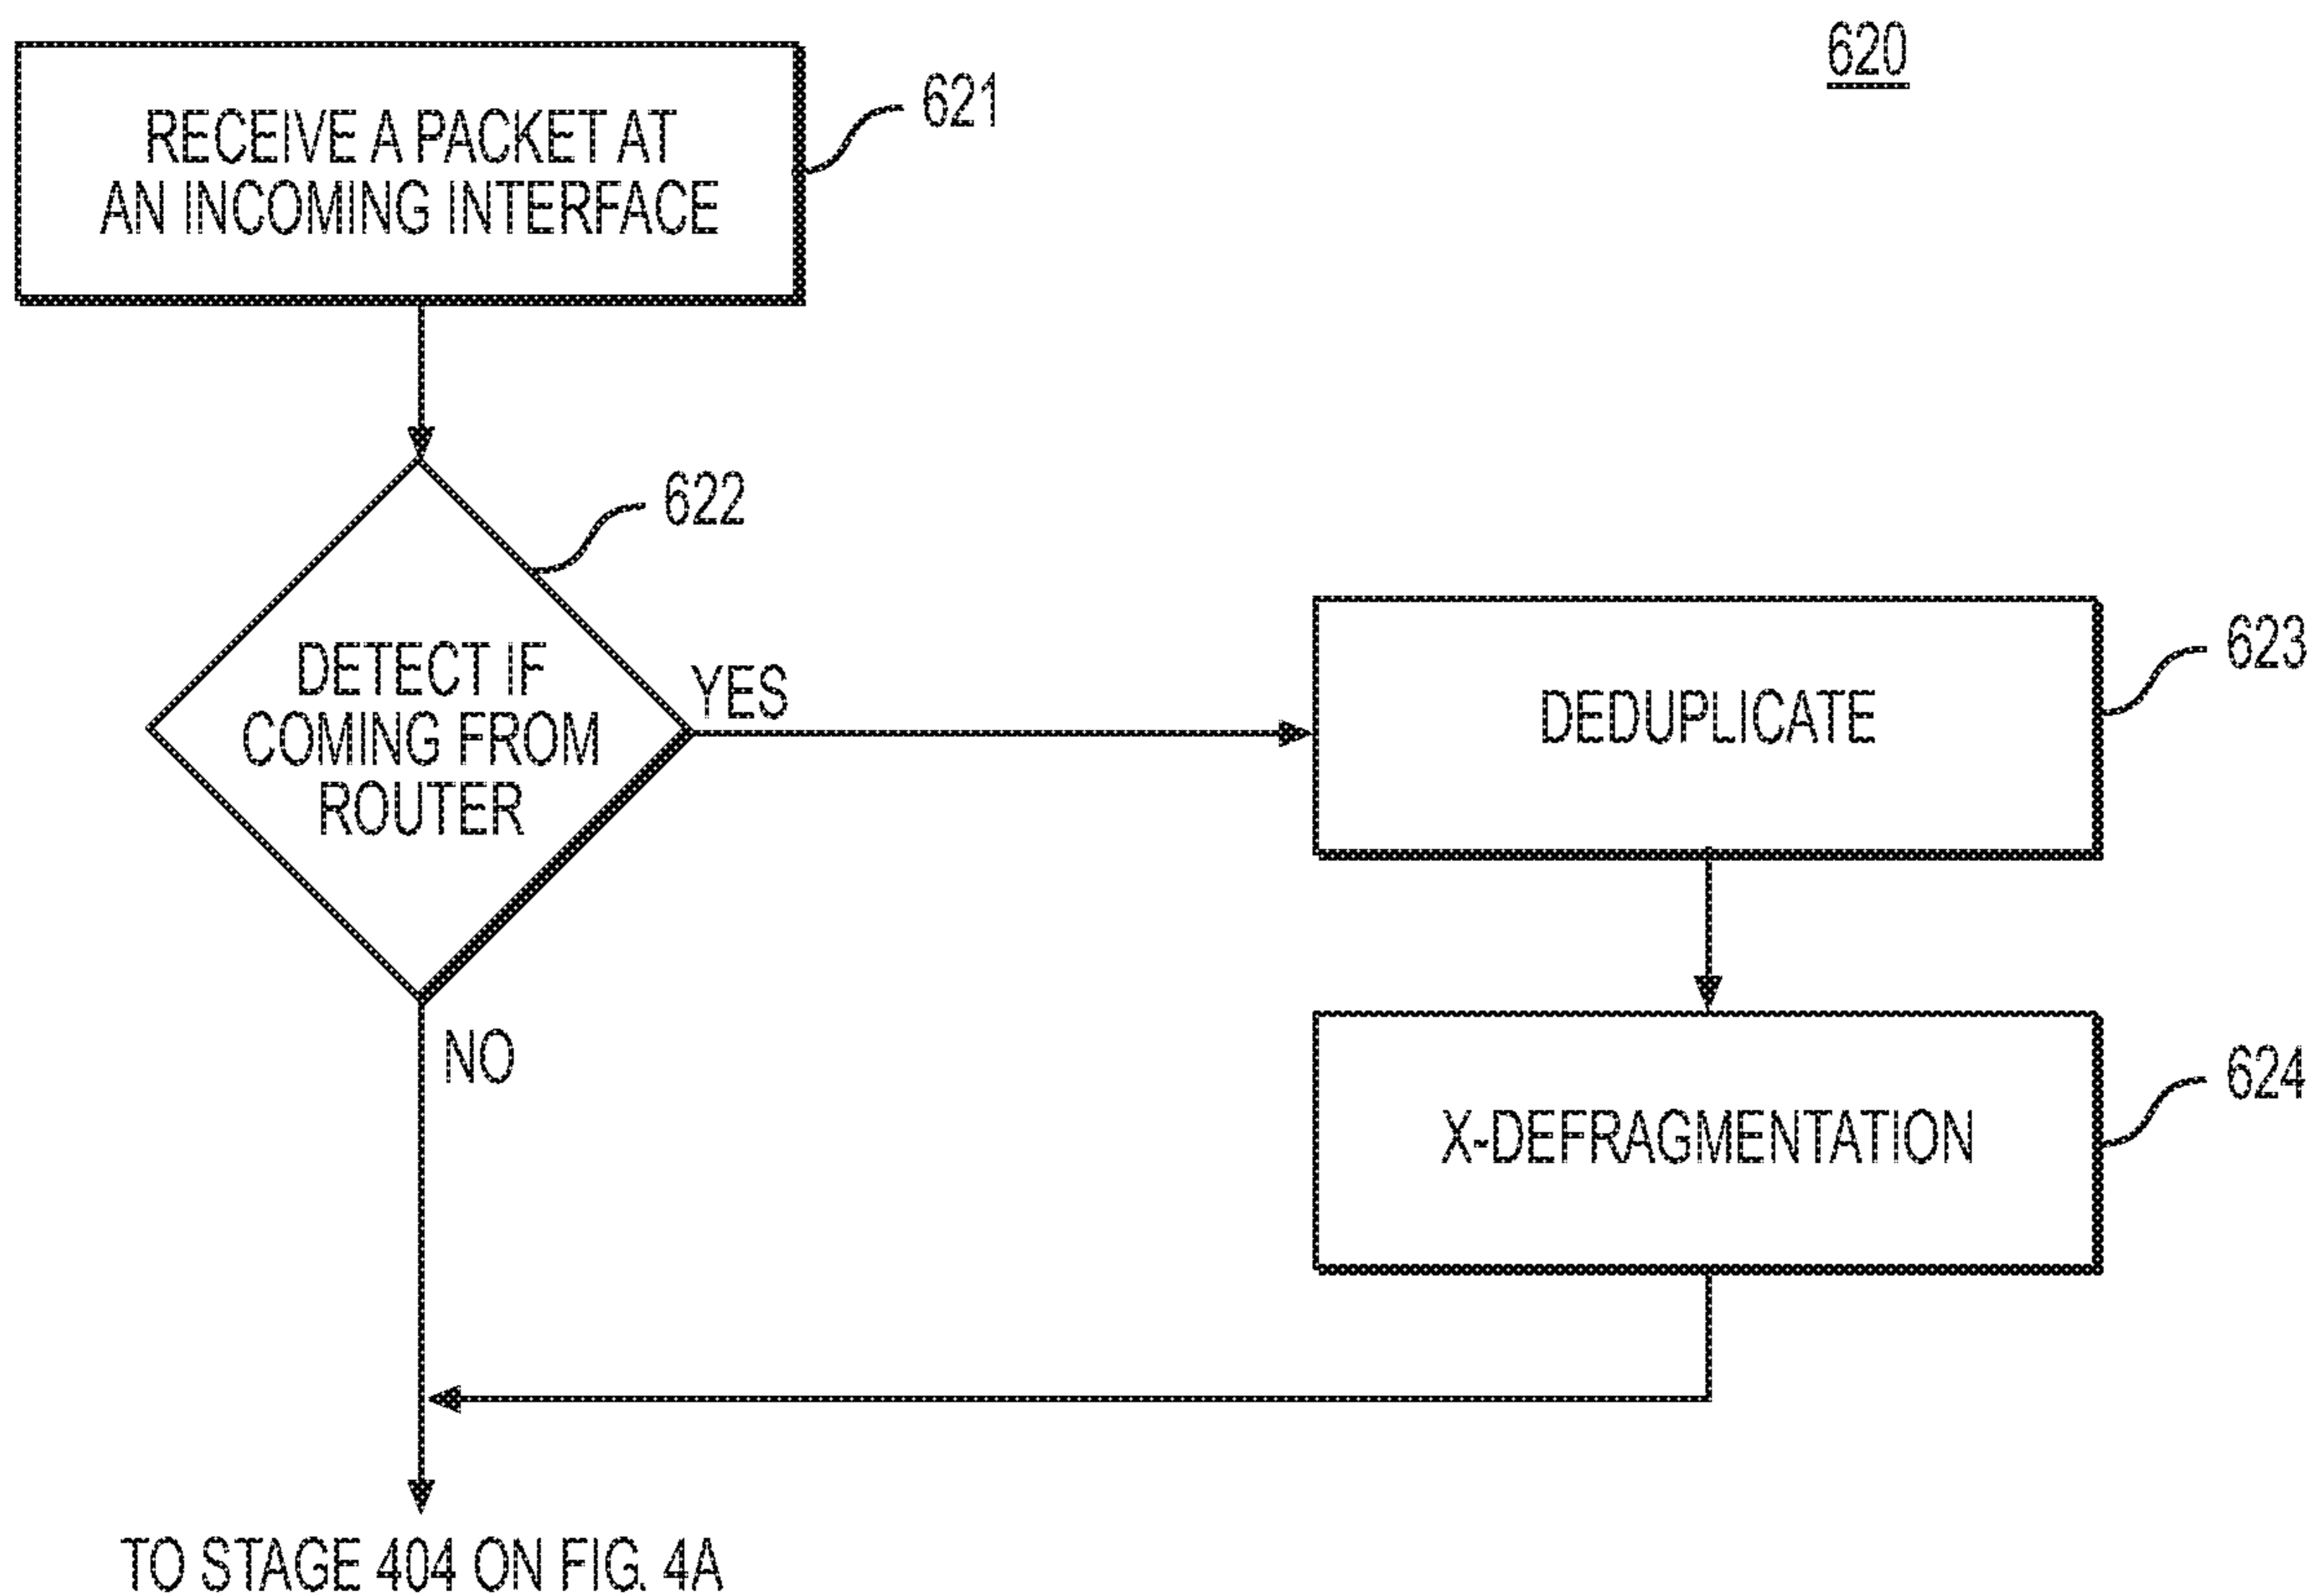 620
RECEIVE A PACKET AT
AN INCOMING INTERFACE
621
622
DETECT IF
COMING FROM
ROUTER
YES
DEDUPLICATE
623
NO
X-DEFRAGMENTATION
624
TO STAGE 404 ON FIG. 4A